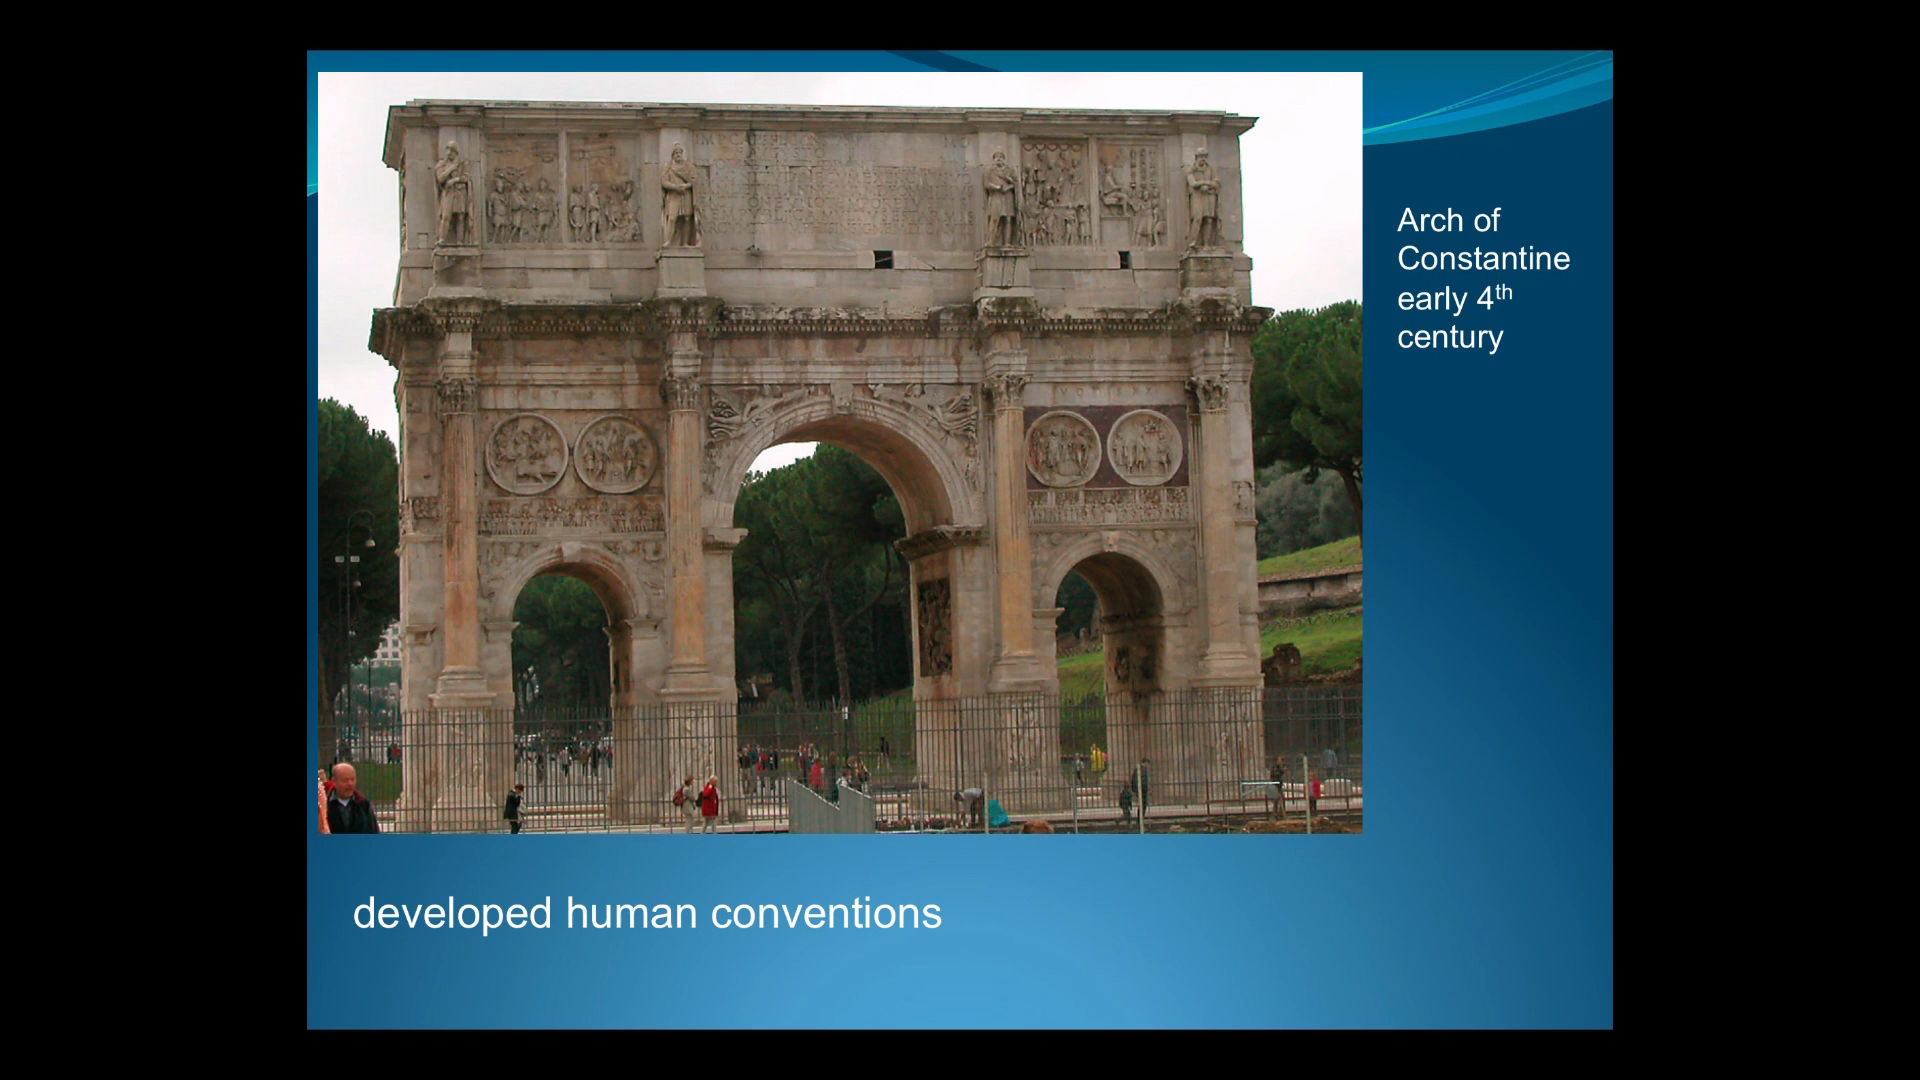 Arch of
Constantine
early 4th
century
developed human conventions